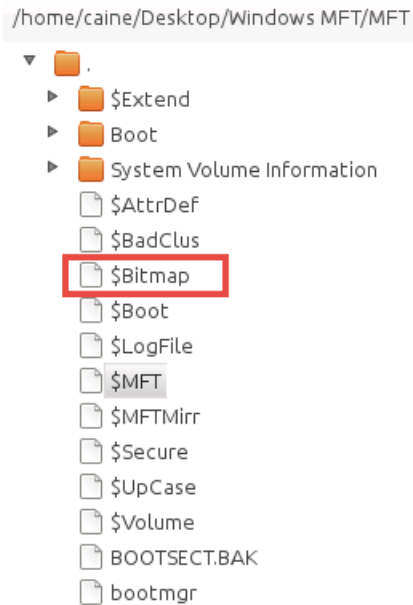 /home/caine/Desktop/Windows MFT/MFT
.
$Extend
Boot
System Volume Information
$AttrDef
$BadClus
$Bitmap
$Boot
$LogFile
$MFT
$MFTMirr
$Secure
$UpCase
$Volume
BOOTSECT.BAK
bootmgr